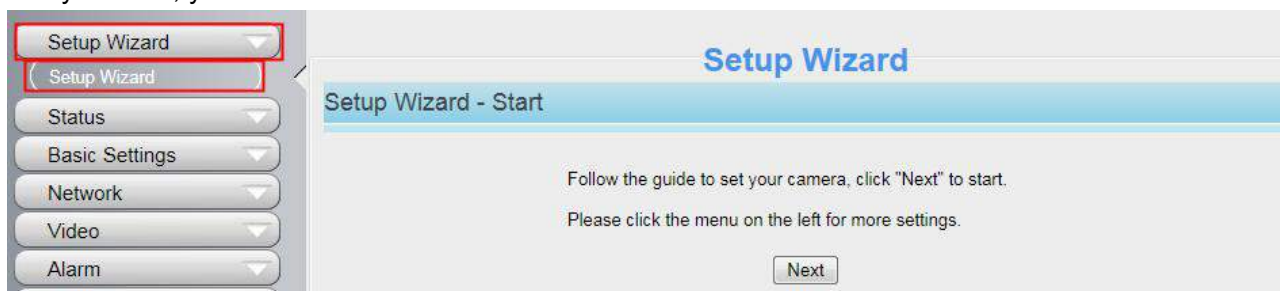 Setup Wizard
Setup Wizard
Status
Basic Settings
Network
Video
Alarm
Setup Wizard
Setup Wizard - Start
Follow the guide to set your camera, click "Next" to start.
Please click the menu on the left for more settings.
Next